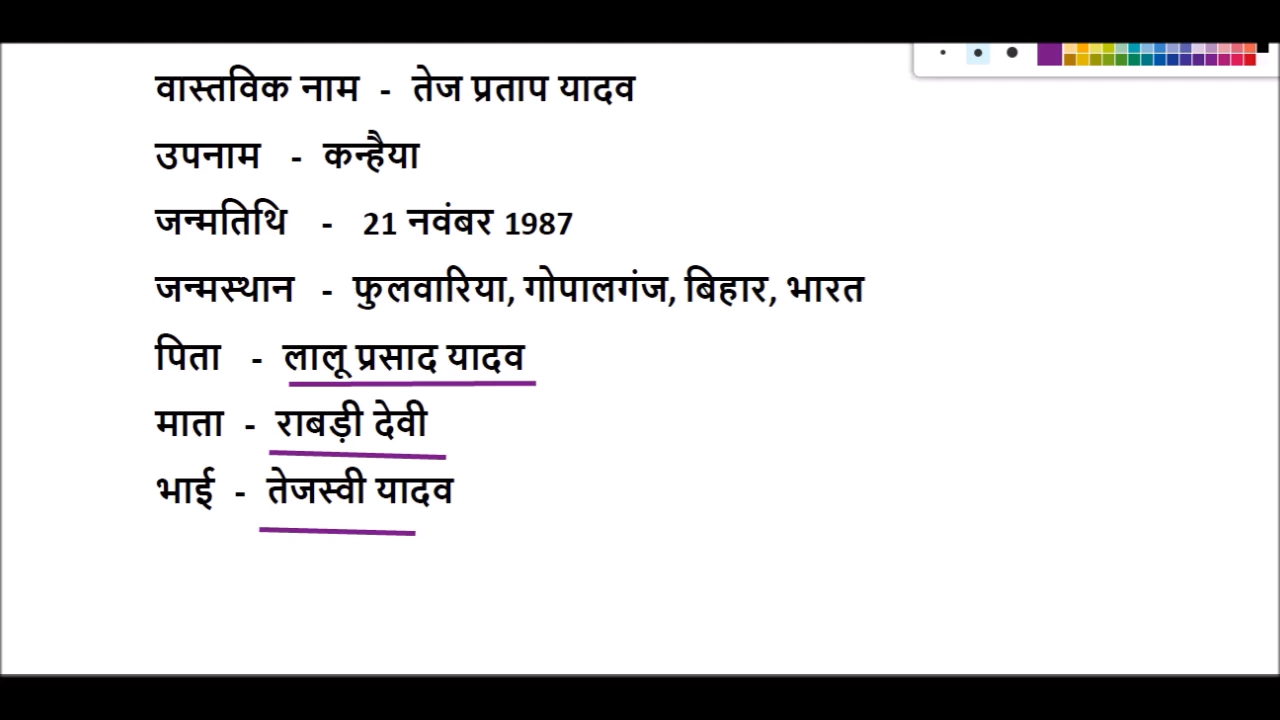 वास्तविक नाम - तेज प्रताप यादव
उपनाम - कन्हैया
जन्मतिथि - 21 नवंबर 1987
जन्मस्थान - फुलवारिया, गोपालगंज, बिहार, भारत
पिता - लालू प्रसाद यादव
माता - राबड़ी देवी
भाई - तेजस्वी यादव